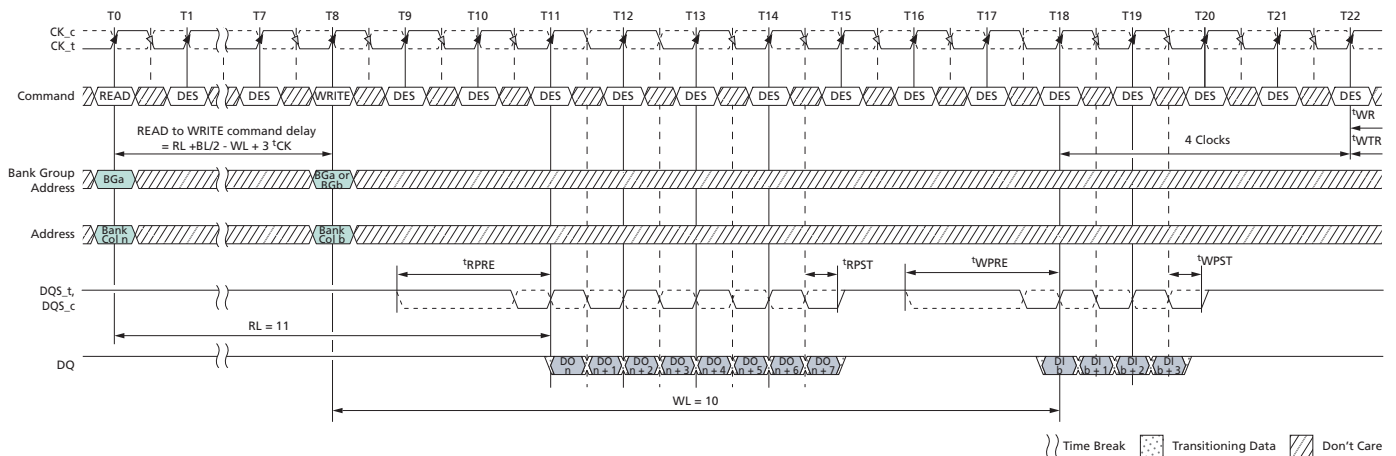 T0 T1 T7 T8 T9 T10 T11 T12 T13 T14 T15 T16 T17 T18 T19 T20 T21 T22
CK_c
CK_t
Command READ DES DES WRITE DES DES DES DES DES DES DES DES DES DES DES DES DES DES
tWR
READ to WRITE command delay
= RL +BL/2 - WL + 3 tCK
4 Clocks tWTR
Bank Group
Address
BGa BGa or
BGb
Address Bank
Col n
Bank
Col b
tRPRE tRPST tWPRE tWPST
DQS_t,
DQS_c
RL = 11
DQ DO
n
DO
n + 1
DO
n + 2
DO
n + 3
DO
n + 4
DO
n + 5
DO
n + 6
DO
n + 7
DI
b
DI
b + 1
DI
b + 2
DI
b + 3
WL = 10
Time Break Transitioning Data Don't Care